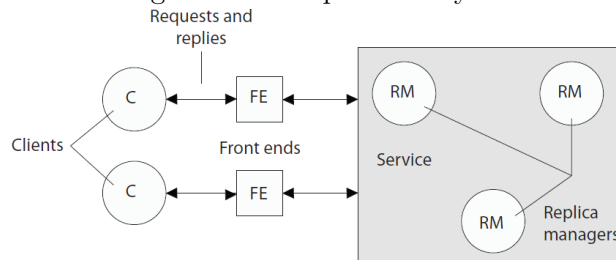 Requests and
replies
C
FE
RM
RM
Clients
Front ends
Service
C
FE
RM
Replica
managers